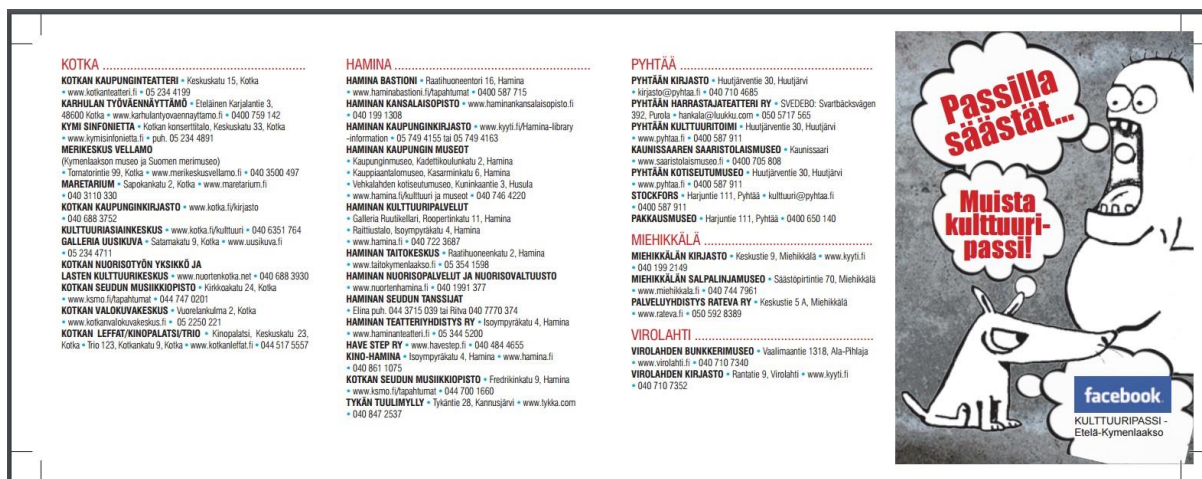 KOTKA
KOTKAN KAUPUNGINTEATTERI • Keskuskatu 15, Kotka
• www.kotkanteatteri.fi • 05 234 4199
KARHULAN TYÖVÄENNÄYTTÄMÖ • Eteläinen Karjalantie 3,
48600 Kotka • www.karhulantyovaennayttamo.fi • 0400 759 142
KYMI SINFONIETTA • Kotkan konserttitalo, Keskuskatu 33, Kotka
• www.kymisinfonietta.fi • puh. 05 234 4891
MERIKESKUS VELLAMO
(Kymenlaakson museo ja Suomen merimuseo)
• Tornatorintie 99, Kotka • www.merikeskusvellamo.fi • 040 3500 497
MARETARIUM • Sapokankatu 2, Kotka • www.maretarium.fi
• 040 3110 330
KOTKAN KAUPUNGINKIRJASTO • www.kotka.fi/kirjasto
• 040 688 3752
KULTTUURIASIAINKESKUS • www.kotka.fi/kulttuuri • 040 6351 764
GALLERIA UUSIKUVA • Satamakatu 9, Kotka • www.uusikuva.fi
• 05 234 4711
KOTKAN NUORISOTYÖN YKSIKKÖ JA
LASTEN KULTTUURIKESKUS • www.nuortenkotka.net • 040 688 3930
KOTKAN SEUDUN MUSIIKKIOPISTO • Kirkkoakatu 24, Kotka
• www.ksmo.fi/tapahtumat • 044 747 0201
KOTKAN VALOKUVAKESKUS • Vuorelankulma 2, Kotka
• www.kotkanvalokuvakeskus.fi • 05 2250 221
KOTKAN LEFFAT/KINOPALATSI/TRIO • Kinopalatsi, Keskuskatu 23,
Kotka • Trio 123, Kotkankatu 9, Kotka • www.kotkanleffat.fi • 044 517 5557
HAMINA
HAMINA BASTIONI • Raatihuoneentori 16, Hamina
• www.haminabastioni.fi/tapahtumat • 0400 587 715
HAMINAN KANSALAISOPISTO • www.haminankansalaisopisto.fi
• 040 199 1308
HAMINAN KAUPUNGINKIRJASTO • www.kyyti.fi/Hamina-library
-information • 05 749 4155 tai 05 749 4163
HAMINAN KAUPUNGIN MUSEOT
• Kaupunginmuseo, Kadettikoulunkatu 2, Hamina
• Kauppiaantalomuseo, Kasarminkatu 6, Hamina
• Vehkalahden kotiseutumuseo, Kuninkaantie 3, Husula
• www.hamina.fi/kulttuuri ja museot • 040 746 4220
HAMINAN KULTTUURIPALVELUT
• Galleria Ruutikellari, Roopertinkatu 11, Hamina
• Raittiustalo, Isoympyräkatu 4, Hamina
• www.hamina.fi • 040 722 3687
HAMINAN TAITOKESKUS • Raatihuoneenkatu 2, Hamina
• www.taitokymenlaakso.fi • 05 354 1598
HAMINAN NUORISOPALVELUT JA NUORISOVALTUUSTO
• www.nuortenhamina.fi • 040 1991 377
HAMINAN SEUDUN TANSSIJAT
• Elina puh. 044 3715 039 tai Ritva 040 7770 374
HAMINAN TEATTERIYHDISTYS RY • Isoympyräkatu 4, Hamina
• www.haminanteatteri.fi • 05 344 5200
HAVE STEP RY • www.havestep.fi • 040 484 4655
KINO-HAMINA • Isoympyräkatu 4, Hamina • www.hamina.fi
• 040 861 1075
KOTKAN SEUDUN MUSIIKKIOPISTO • Fredrikinkatu 9, Hamina
• www.ksmo.fi/tapahtumat • 044 700 1660
TYKÄN TUULIMYLLY • Tykäntie 28, Kannusjärvi • www.tykka.com
• 040 847 2537
PYHTÄÄ
PYHTÄÄN KIRJASTO • Huutjärventie 30, Huutjärvi
• kirjasto@pyhtaa.fi • 040 710 4685
PYHTÄÄN HARRASTAJATEATTERI RY • SVEDEBO: Svartbäcksvägen
392, Purola • hankala@luukku.com • 050 5717 565
PYHTÄÄN KULTTUURITOIMI • Huutjärventie 30, Huutjärvi
• www.pyhtaa.fi • 0400 587 911
KAUNISSAAREN SAARISTOLAISMUSEO • Kaunissaari
• www.saaristolaismuseo.fi • 0400 705 808
PYHTÄÄN KOTISEUTUMUSEO • Huutjärventie 30, Huutjärvi
• www.pyhtaa.fi • 0400 587 911
STOCKFORS • Harjuntie 111, Pyhtää • kulttuuri@pyhtaa.fi
• 0400 587 911
PAKKAUSMUSEO • Harjuntie 111, Pyhtää • 0400 650 140
MIEHIKKÄLÄ
MIEHIKKÄLÄN KIRJASTO • Keskustie 9, Miehikkälä • www.kyyti.fi
• 040 199 2149
MIEHIKKÄLÄN SALPALINJAMUSEO • Säästöpirtintie 70, Miehikkälä
• www.miehikkala.fi • 040 744 7961
PALVELUYHDISTYS RATEVA RY • Keskustie 5 A, Miehikkälä
• www.rateva.fi • 050 592 8389
VIROLAHTI
VIROLAHDEN BUNKKERIMUSEO • Vaalimaantie 1318, Ala-Pihlaja
• www.virolahti.fi • 040 710 7340
VIROLAHDEN KIRJASTO • Rantatie 9, Virolahti • www.kyyti.fi
• 040 710 7352
Passilla
säästät...
Muista
kulttuuri-
passi!
facebook
KULTTUURIPASSI -
Etelä-Kymenlaakso